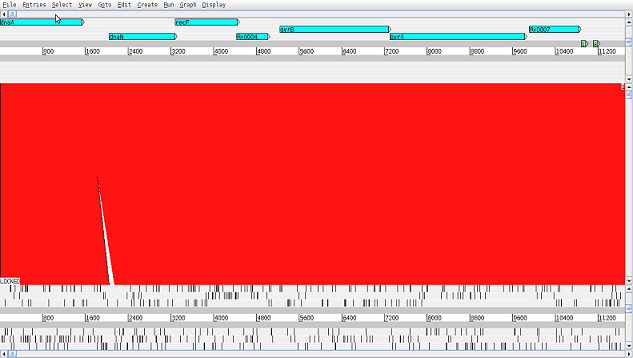 File Entries Select View Goto Edit Create Run Graph Display
dnaA recF gyrB Rv0007
dnaN Rv0004 gyrA
800 1600 2400 3200 4000 4800 5600 6400 7200 8000 8800 9600 10400 11200
LOCKED
800 1600 2400 3200 4000 4800 5600 6400 7200 8000 8800 9600 10400 11200